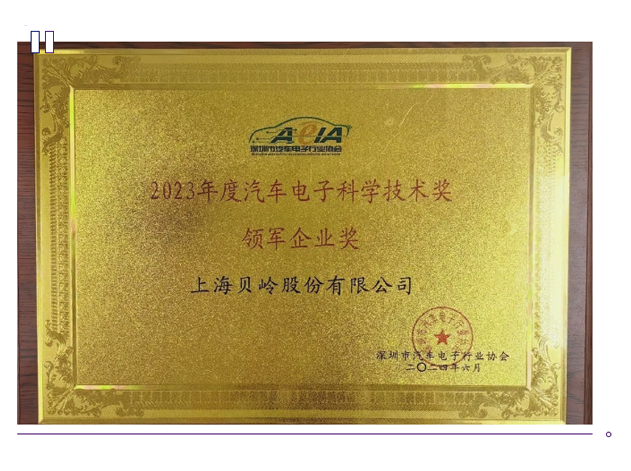 AEIA
深圳市汽车电子行业协会
2023年度汽车电子科学技术奖
领军企业奖
上海贝岭股份有限公司
深圳市汽车电子行业协会
二〇二四年六月